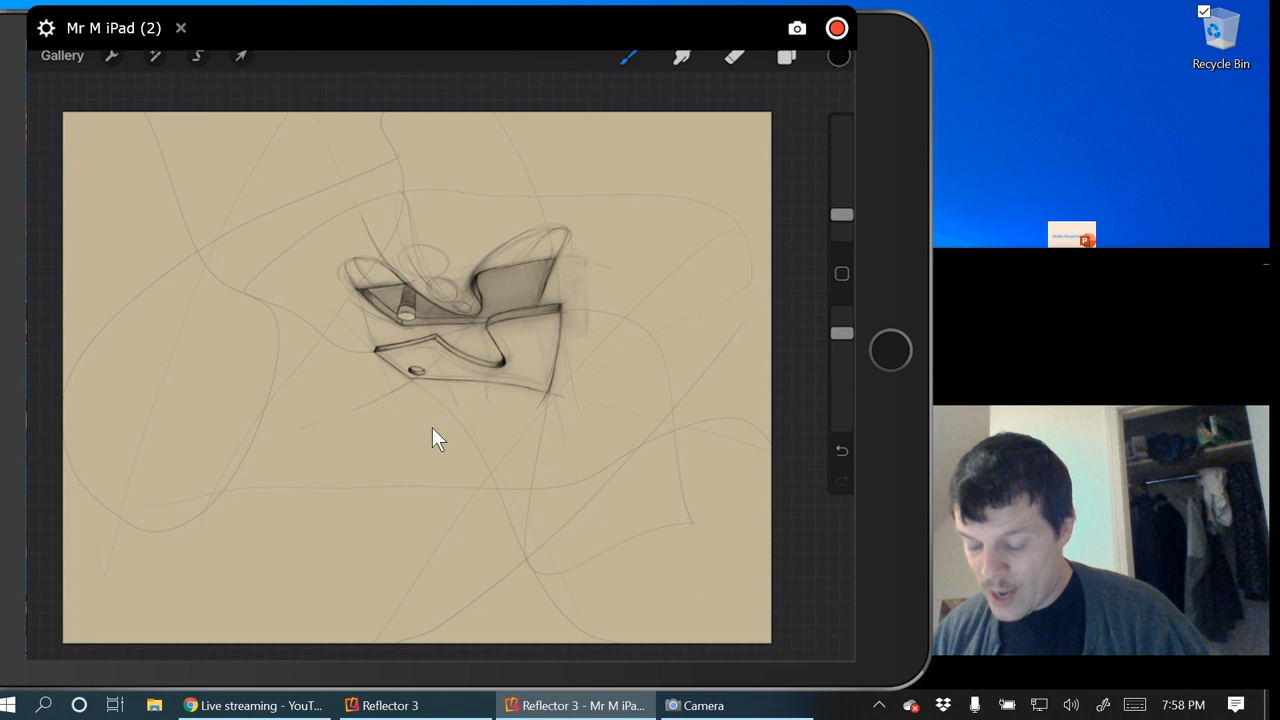 Mr M iPad (2)
Gallery
Recycle Bin
Live streaming - YouT...
Reflector 3
Reflector 3 - Mr M iPa...
Camera
7:58 PM